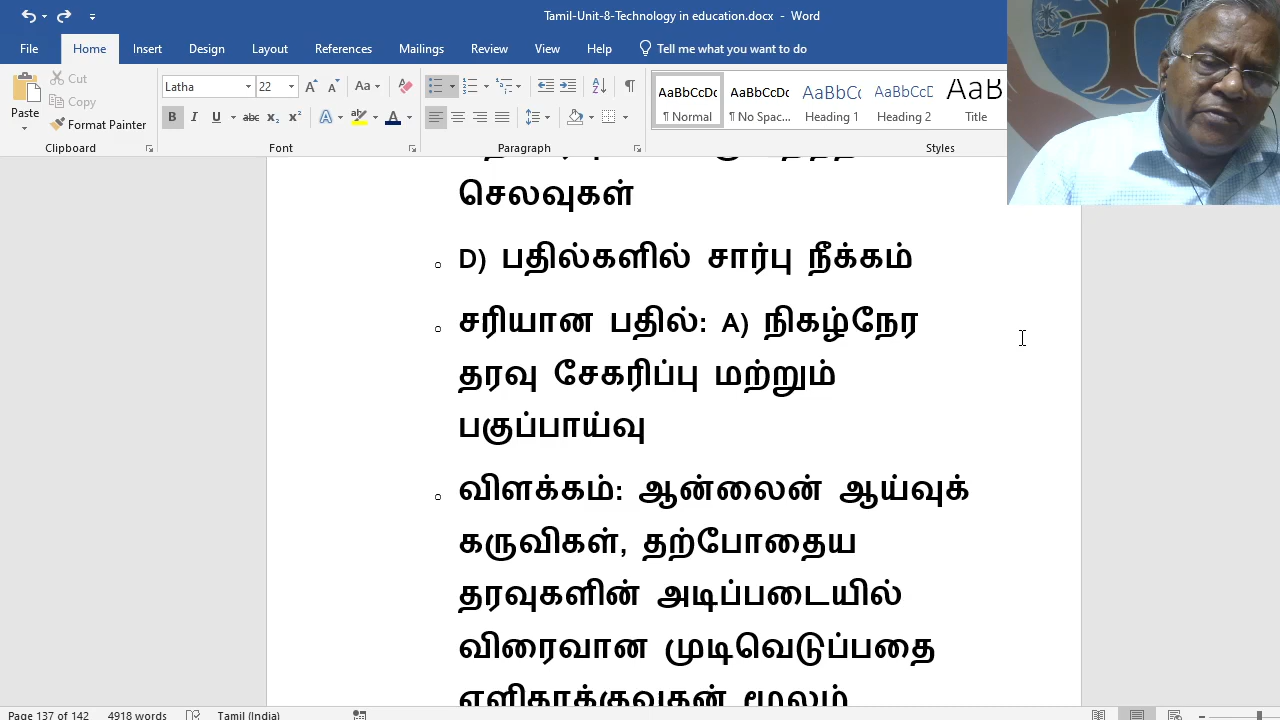 Tamil-Unit-8-Technology in education.docx - Word
File Home Insert Design Layout References Mailings Review View Help Tell me what you want to do
Paste
Cut
Copy
Format Painter
Clipboard
Latha 22
Font
Paragraph
AaBbCcDc AaBbCcDc AaBbCc AaBbCcD AaB
¶ Normal ¶ No Spac... Heading 1 Heading 2 Title
Styles
செலவுகள்
D) பதில்களில் சார்பு நீக்கம்
சரியான பதில்: A) நிகழ்நேர
தரவு சேகரிப்பு மற்றும்
பகுப்பாய்வு
விளக்கம்: ஆன்லைன் ஆய்வுக்
கருவிகள், தற்போதைய
தரவுகளின் அடிப்படையில்
விரைவான முடிவெடுப்பதை
எளிதாக்குவதன் மூலம்
Page 137 of 142 4918 words Tamil (India)